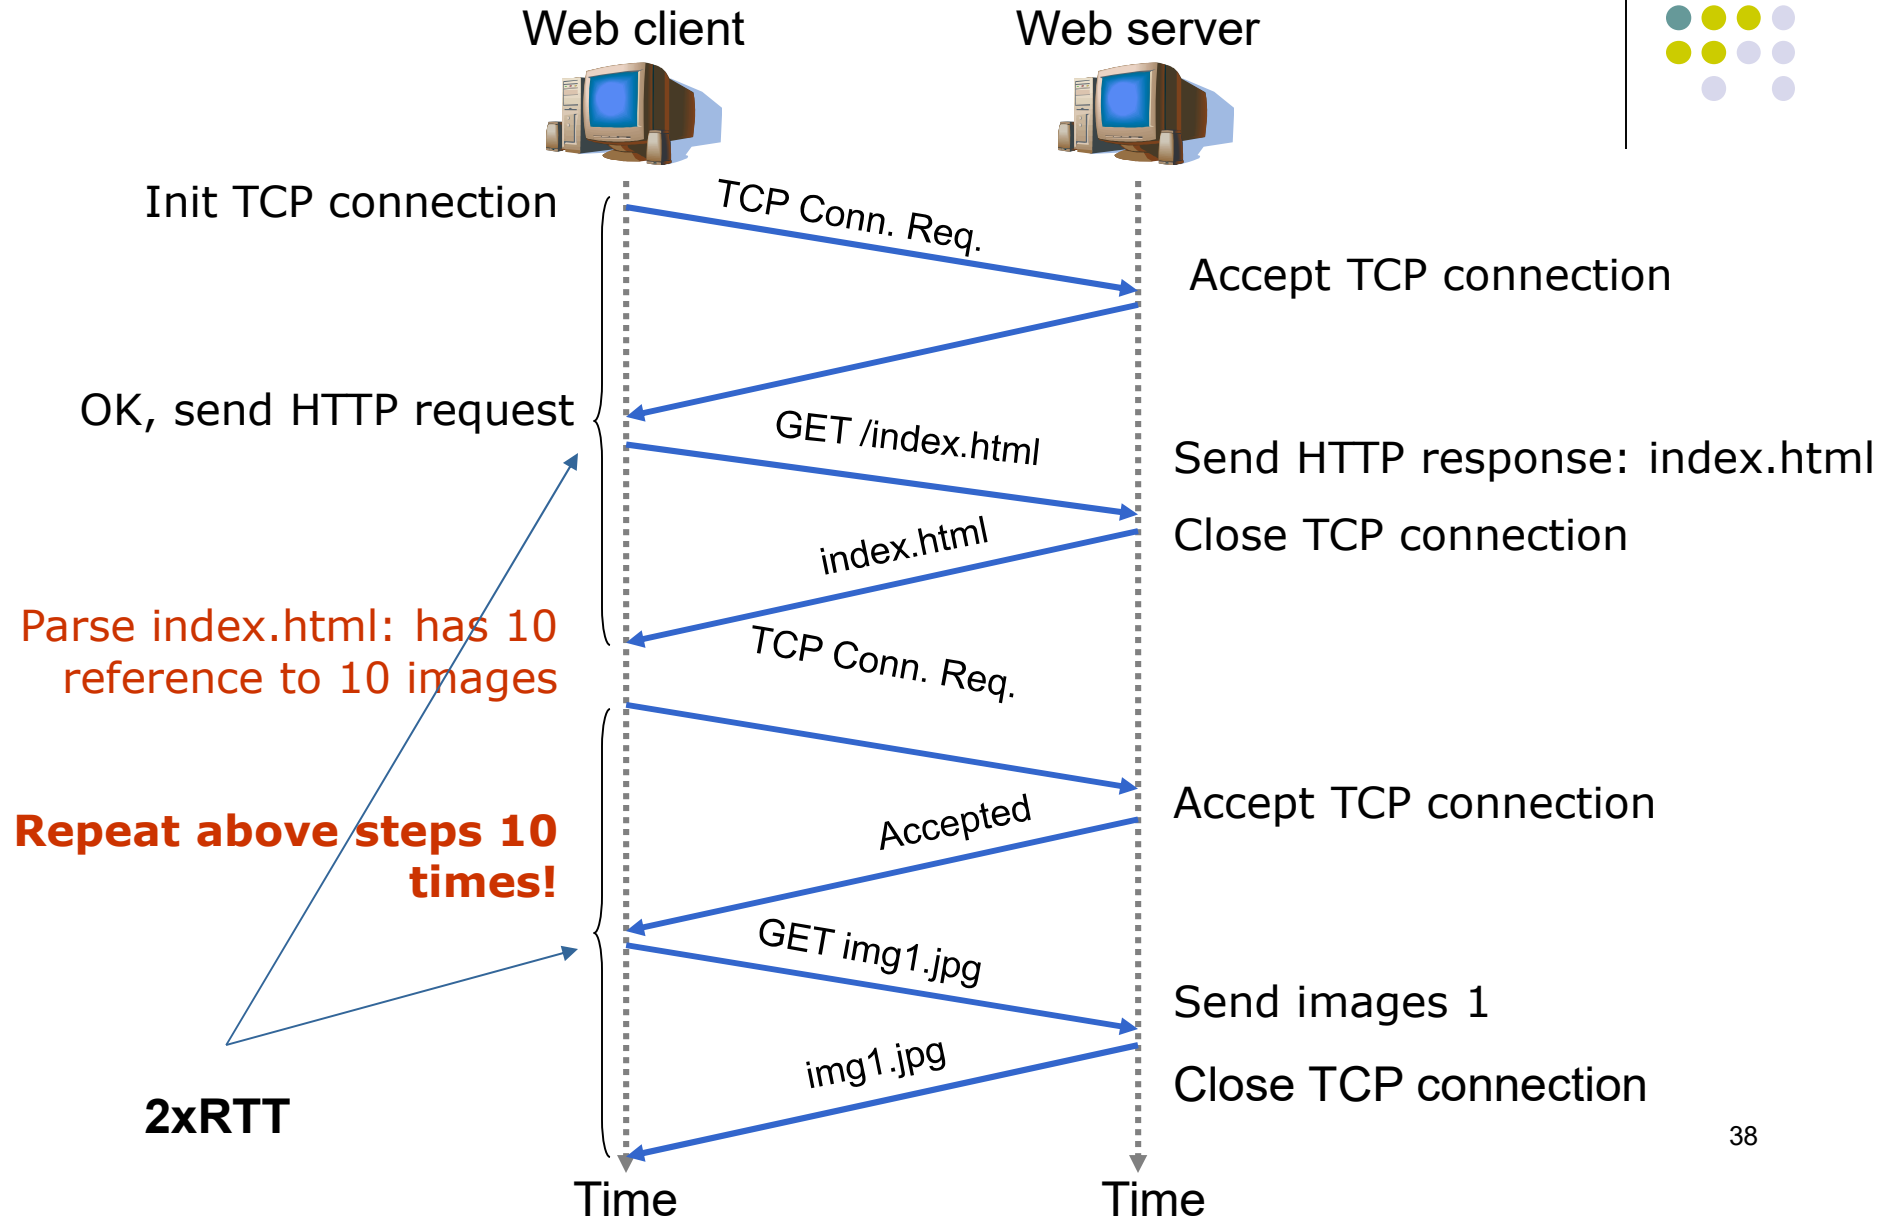 Web client
Web server
Init TCP connection
TCP Conn. Req.
Accept TCP connection
OK, send HTTP request
GET /index.html
Send HTTP response: index.html
index.html
Close TCP connection
Parse index.html: has 10
reference to 10 images
TCP Conn. Req.
Accept TCP connection
Repeat above steps 10
times!
Accepted
GET img1.jpg
Send images 1
img1.jpg
Close TCP connection
2xRTT
38
Time
Time